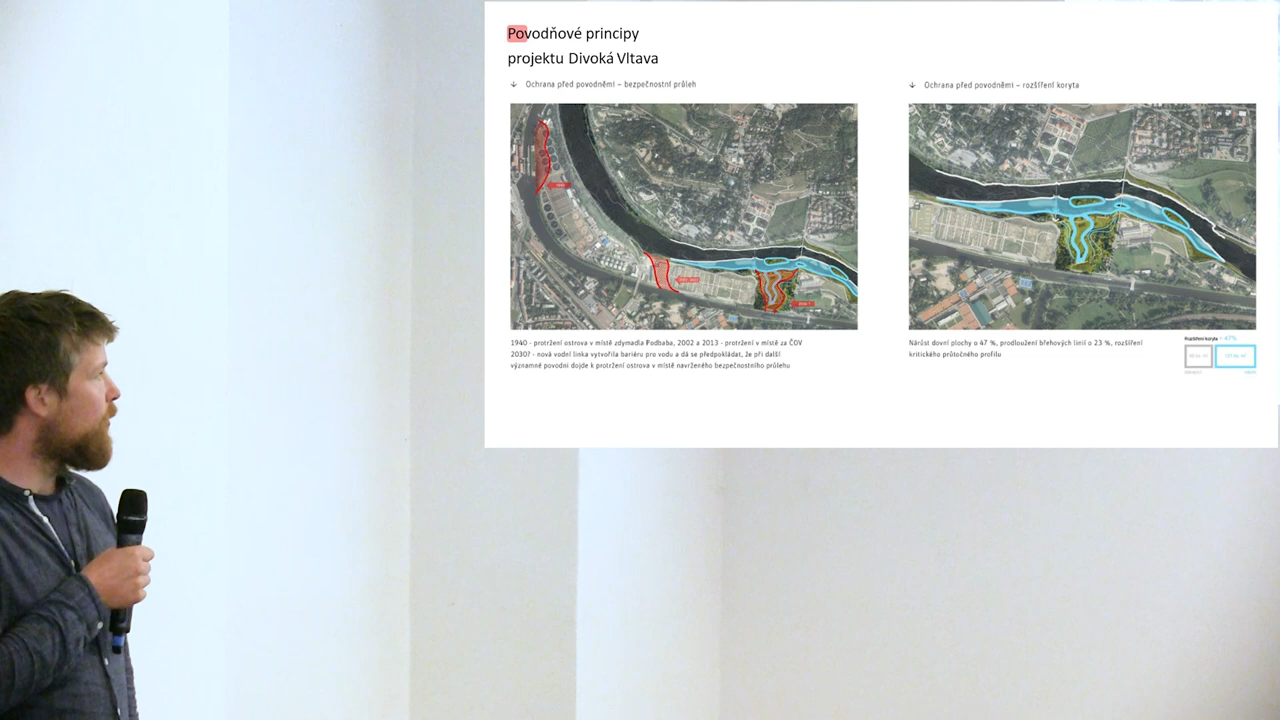 Povodňové principy
projektu Divoká Vltava
↓ Ochrana před povodněmi – bezpečnostní průleh
1940 - protržení ostrova v místě zdymadla Podbaba, 2002 a 2013 - protržení v místě za ČOV
2030? - nová vodní linka vytvořila bariéru pro vodu a dá se předpokládat, že při další
významné povodni dojde k protržení ostrova v místě navrženého bezpečnostního průlehu
↓ Ochrana před povodněmi – rozšíření koryta
Nárůst dovní plochy o 47 %, prodloužení břehových linií o 23 %, rozšíření
kritického průtočného profilu
Rozšíření koryta + 47%